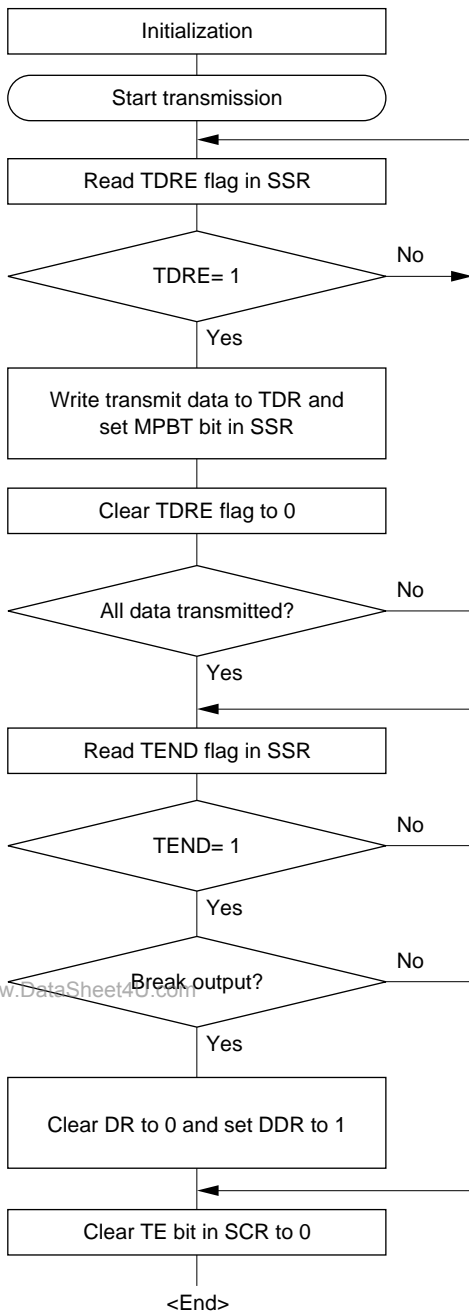 Initialization
Start transmission
Read TDRE flag in SSR
No
TDRE= 1
Yes
Write transmit data to TDR and
set MPBT bit in SSR
Clear TDRE flag to 0
No
All data transmitted?
Yes
Read TEND flag in SSR
No
TEND= 1
Yes
No
Break output?
w.DataSheet4U.com
Yes
Clear DR to 0 and set DDR to 1
Clear TE bit in SCR to 0
<End>